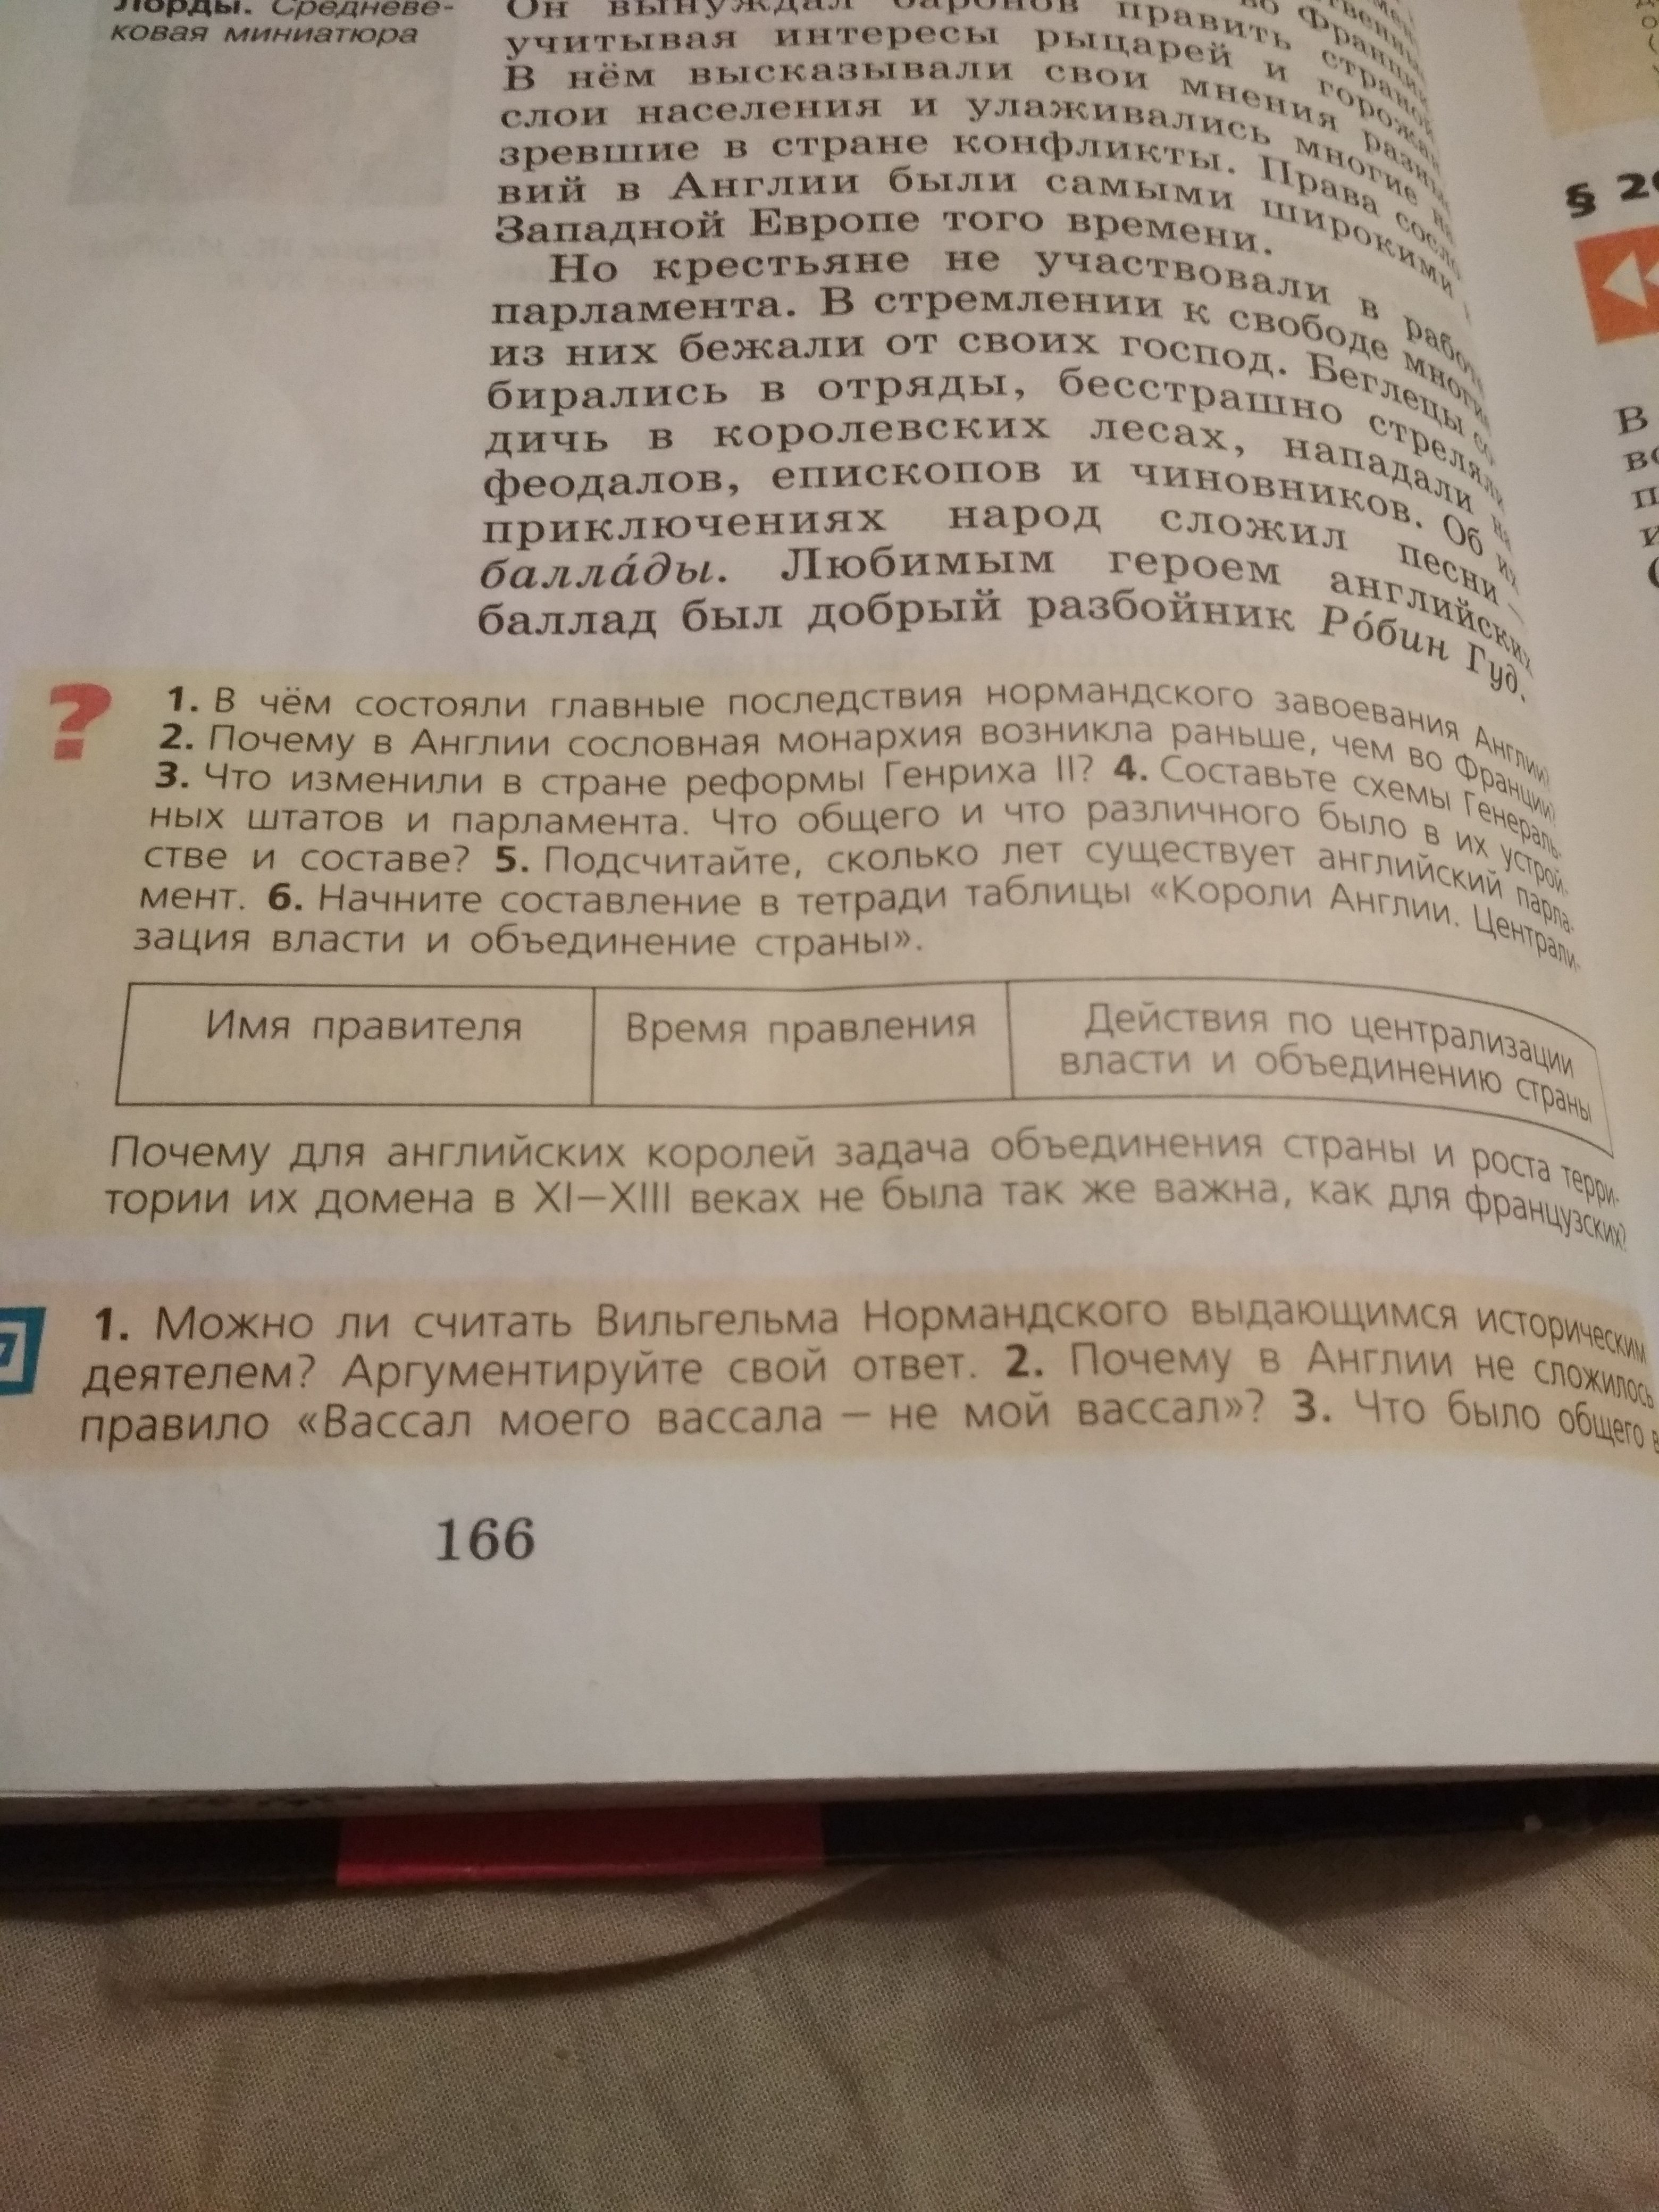 Лорды. Средневе-
ковая миниатюра
Он вынуждал баронов править страной
учитывая интересы рыцарей и горожан
В нём высказывали свои мнения разные
слои населения и улаживались многие на
зревшие в стране конфликты. Права сосло
вий в Англии были самыми широкими
Западной Европе того времени.
Но крестьяне не участвовали в работе
парламента. В стремлении к свободе многие
из них бежали от своих господ. Беглецы со
бирались в отряды, бесстрашно стреляли
дичь в королевских лесах, нападали на
феодалов, епископов и чиновников. Об их
приключениях народ сложил песни —
балла́ды. Любимым героем английских
баллад был добрый разбойник Ро́бин Гуд.
?
1. В чём состояли главные последствия нормандского завоевания Англии?
2. Почему в Англии сословная монархия возникла раньше, чем во Франции?
3. Что изменили в стране реформы Генриха II? 4. Составьте схемы Генераль-
ных штатов и парламента. Что общего и что различного было в их устрой-
стве и составе? 5. Подсчитайте, сколько лет существует английский парла-
мент. 6. Начните составление в тетради таблицы «Короли Англии. Централи-
зация власти и объединение страны».
Имя правителя
Время правления
Действия по централизации
власти и объединению страны
Почему для английских королей задача объединения страны и роста терри-
тории их домена в XI—XIII веках не была так же важна, как для французских?
1. Можно ли считать Вильгельма Нормандского выдающимся историческим
деятелем? Аргументируйте свой ответ. 2. Почему в Англии не сложилось
правило «Вассал моего вассала — не мой вассал»? 3. Что было общего в
166
§ 20